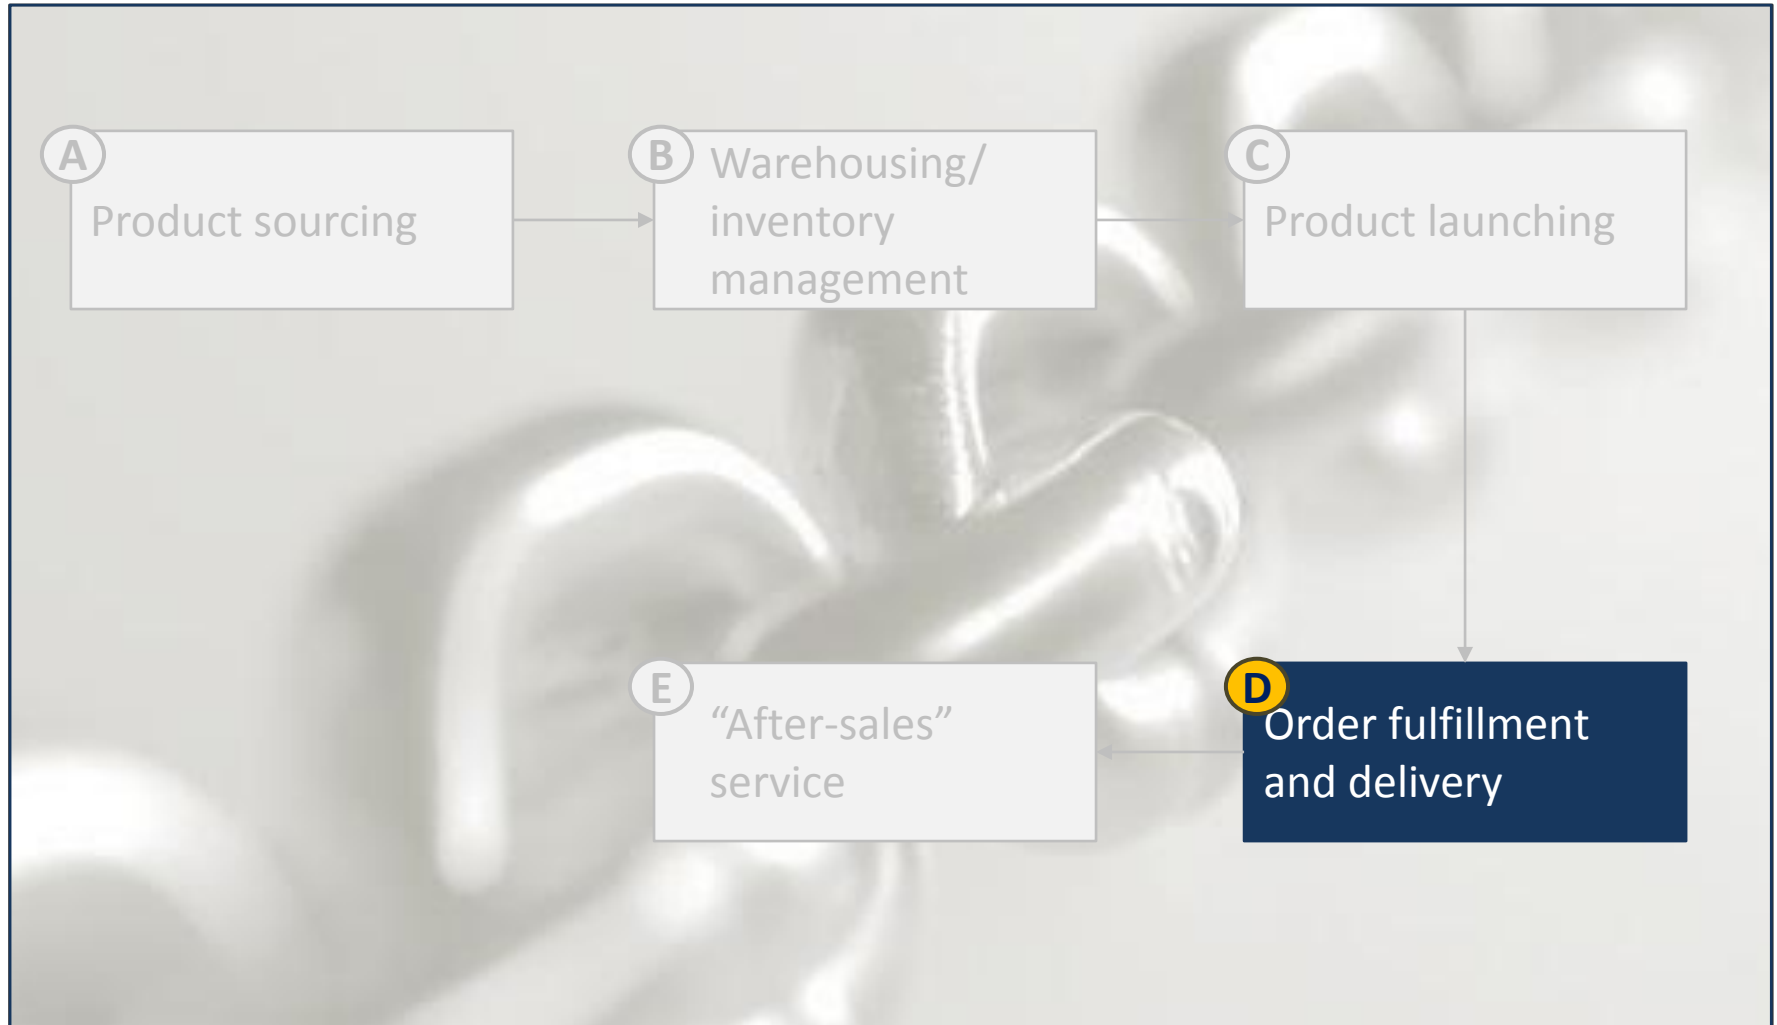 A
Product sourcing
B
Warehousing/
inventory
management
C
Product launching
D
Order fulfillment
and delivery
E
“After-sales”
service